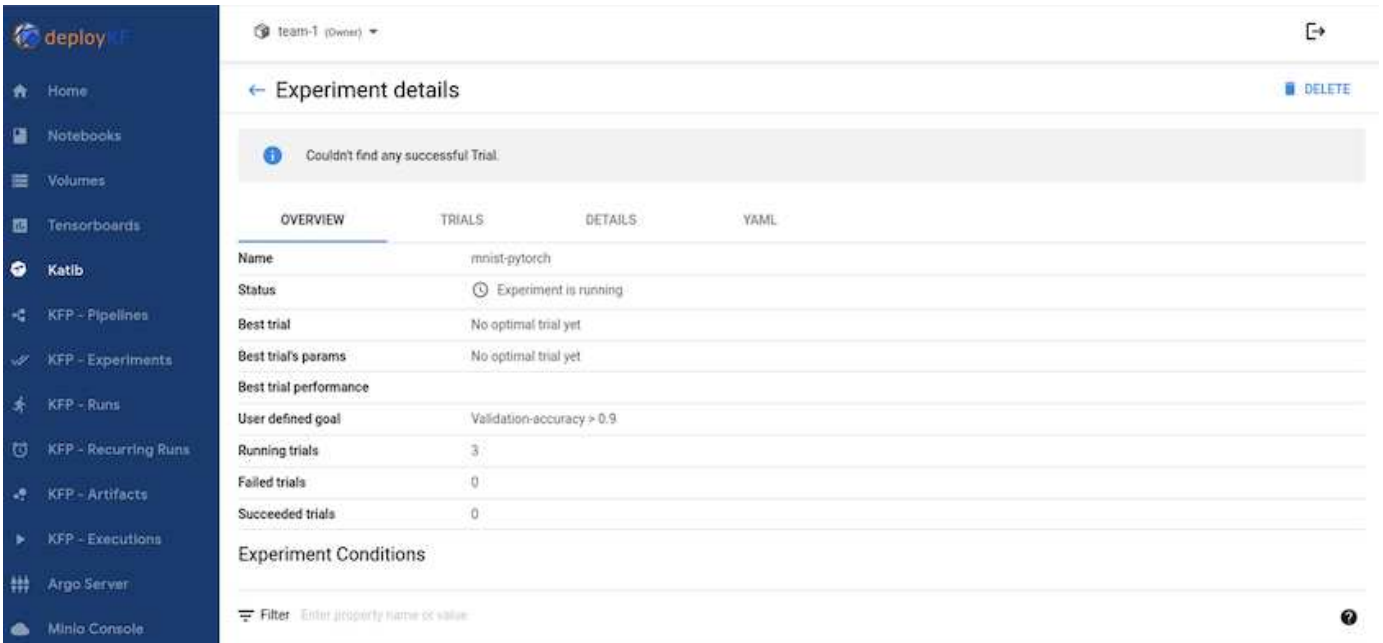 deployKF
team-1 (Owner)
Home
Notebooks
Volumes
Tensorboards
Katib
KFP - Pipelines
KFP - Experiments
KFP - Runs
KFP - Recurring Runs
KFP - Artifacts
KFP - Executions
Argo Server
Minio Console
Experiment details
DELETE
Couldn't find any successful Trial.
OVERVIEW TRIALS DETAILS YAML
Name mnist-pytorch
Status Experiment is running
Best trial No optimal trial yet
Best trial's params No optimal trial yet
Best trial performance
User defined goal Validation-accuracy > 0.9
Running trials 3
Failed trials 0
Succeeded trials 0
Experiment Conditions
Filter Enter property name or value